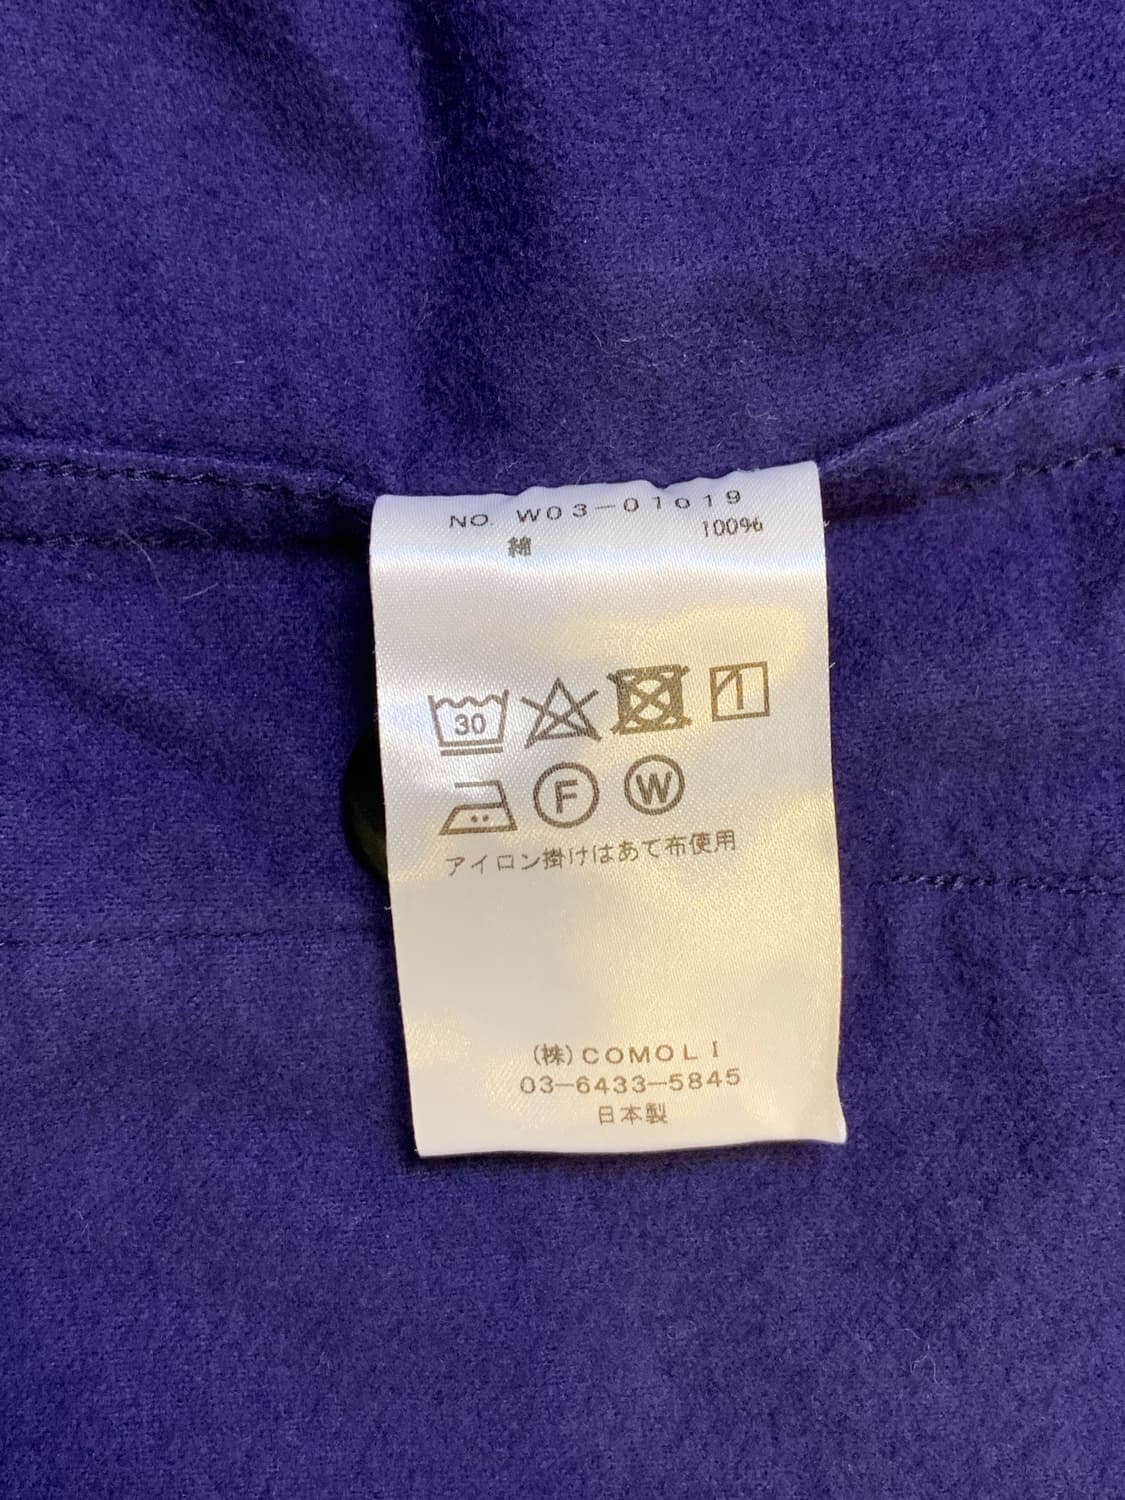 NO. W03-01019
綿 100%
30
F W
アイロン掛けはあて布使用
(株)COMOLI
03-6433-5845
日本製